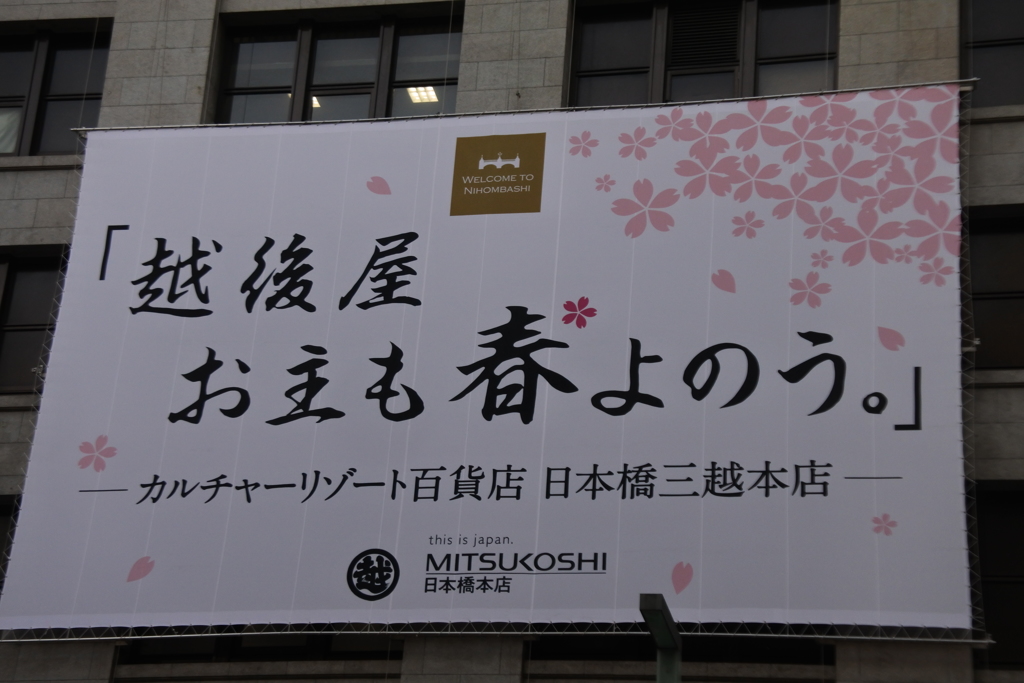 WELCOME TO
NIHOMBASHI
「越後屋
お主も春よのう。」
カルチャーリゾート百貨店 日本橋三越本店
this is japan.
越
MITSUKOSHI
日本橋本店